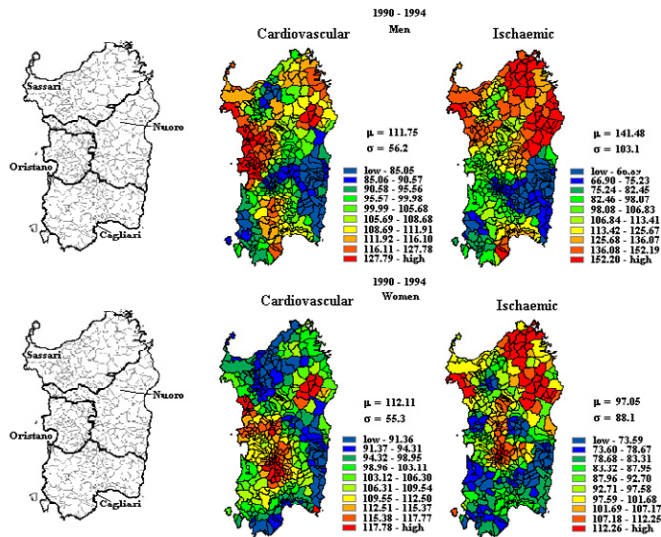 1990 - 1994
Men
Cardiovascular
Ischaemic
Sassari
Nuoro
Oristano
Cagliari
μ = 111.75
σ = 56.2
low - 85.05
85.06 - 90.57
90.58 - 95.56
95.57 - 99.98
99.99 - 105.68
105.69 - 108.68
108.69 - 111.91
111.92 - 116.10
116.11 - 127.78
127.79 - high
μ = 141.48
σ = 103.1
low -
66.90 - 75.23
75.24 - 82.45
82.46 - 98.07
98.08 - 106.83
106.84 - 113.41
113.42 - 125.67
125.68 - 136.07
136.08 - 152.19
152.20 - high
1990 - 1994
Women
Cardiovascular
Ischaemic
Sassari
Nuoro
Oristano
Cagliari
μ = 112.11
σ = 55.3
low - 91.36
91.37 - 94.31
94.32 - 98.95
98.96 - 103.11
103.12 - 106.30
106.31 - 109.54
109.55 - 112.50
112.51 - 115.37
115.38 - 117.77
117.78 - high
μ = 97.05
σ = 88.1
low - 73.59
73.60 - 78.67
78.68 - 83.31
83.32 - 87.95
87.96 - 92.70
92.71 - 97.58
97.59 - 101.68
101.69 - 107.17
107.18 - 112.25
112.26 - high